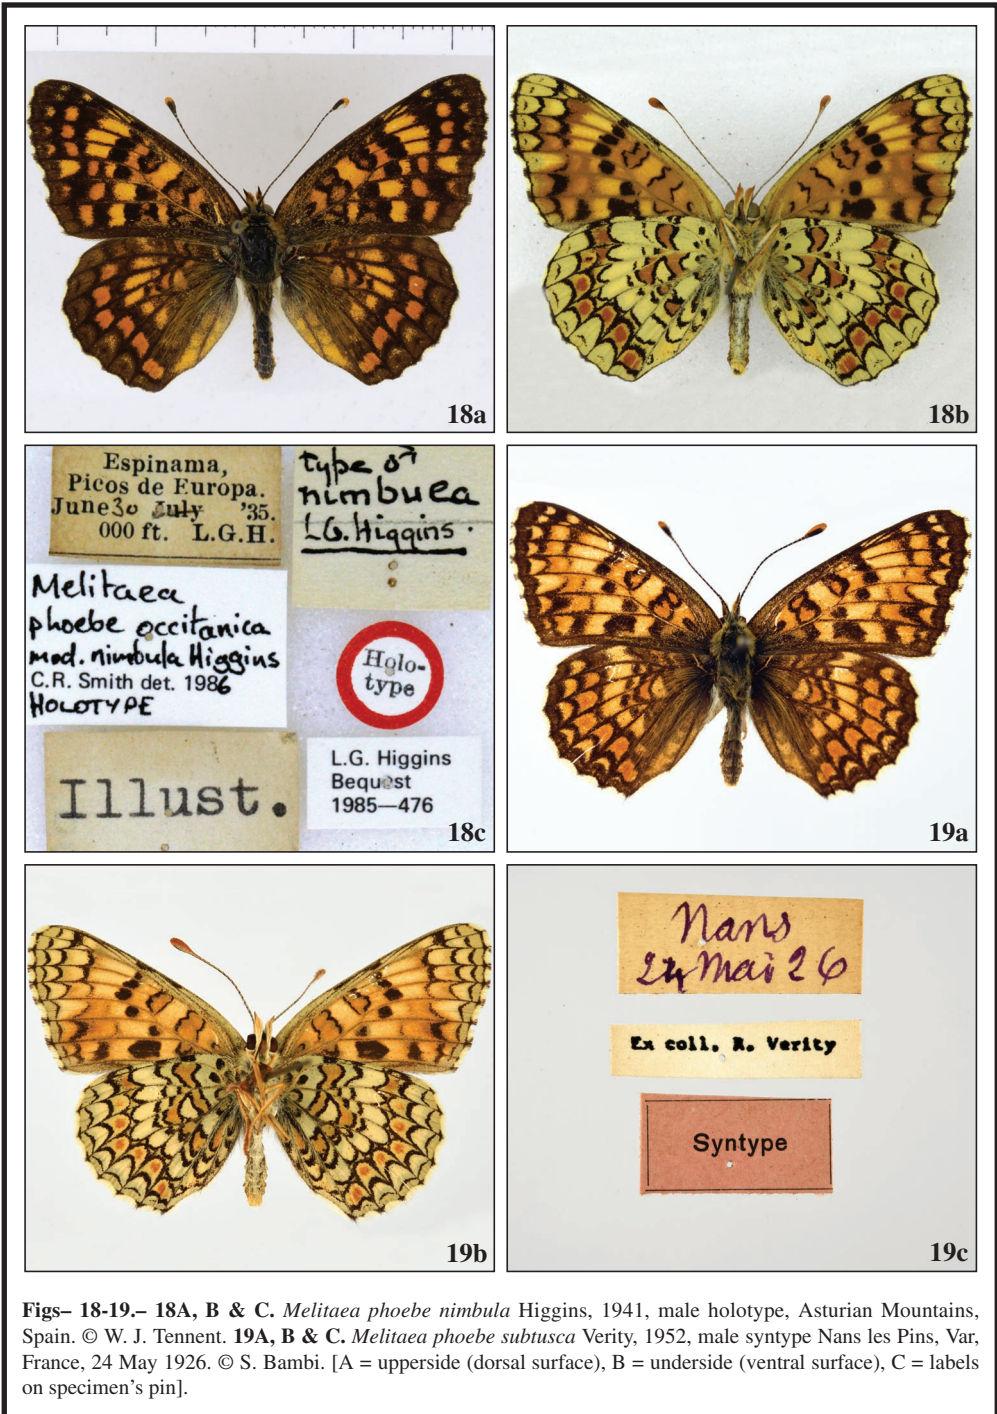 18a
18b
Espinama,
Picos de Europa.
June 30 July '35.
000 ft. L.G.H.
type ♂
nimbula
L.G. Higgins.
Melitaea
phoebe occitanica
mod. nimbula Higgins
C.R. Smith det. 1986
HOLOTYPE
Holo-
type
Illust.
L.G. Higgins
Bequest
1985—476
18c
19a
19b
Nans
24 Mai 26
Ex coll. R. Verity
Syntype
19c
Figs– 18-19.– 18A, B & C. Melitaea phoebe nimbula Higgins, 1941, male holotype, Asturian Mountains,
Spain. © W. J. Tennent. 19A, B & C. Melitaea phoebe subtusca Verity, 1952, male syntype Nans les Pins, Var,
France, 24 May 1926. © S. Bambi. [A = upperside (dorsal surface), B = underside (ventral surface), C = labels
on specimen's pin].